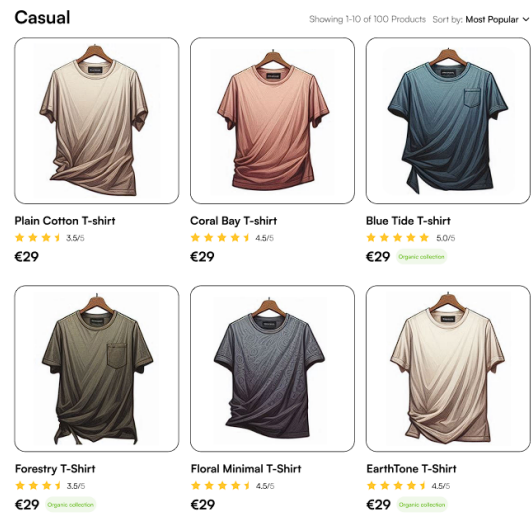 Casual
Showing 1-10 of 100 Products Sort by: Most Popular
Plain Cotton T-shirt
3.5/5
€29
Coral Bay T-shirt
4.5/5
€29
Blue Tide T-shirt
5.0/5
€29 Organic collection
Forestry T-Shirt
3.5/5
€29 Organic collection
Floral Minimal T-Shirt
4.5/5
€29
EarthTone T-Shirt
4.5/5
€29 Organic collection